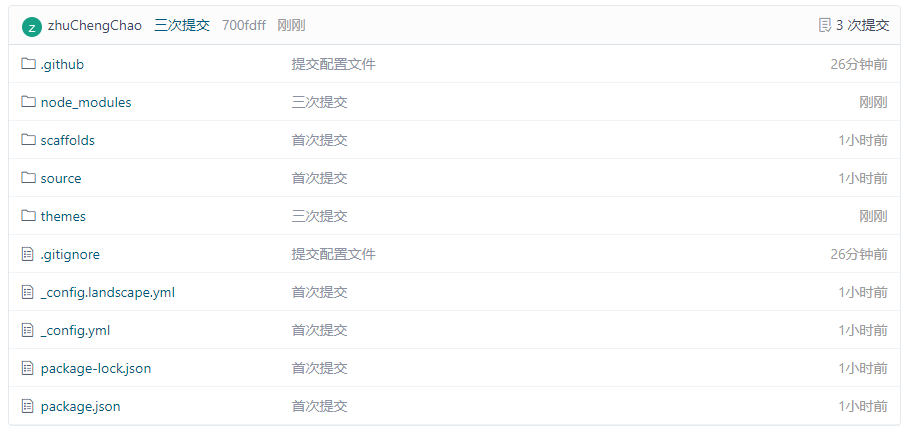 z zhuChengChao 三次提交 700fdff 刚刚 3 次提交
.github 提交配置文件 26分钟前
node_modules 三次提交 刚刚
scaffolds 首次提交 1小时前
source 首次提交 1小时前
themes 三次提交 刚刚
.gitignore 提交配置文件 26分钟前
_config.landscape.yml 首次提交 1小时前
_config.yml 首次提交 1小时前
package-lock.json 首次提交 1小时前
package.json 首次提交 1小时前